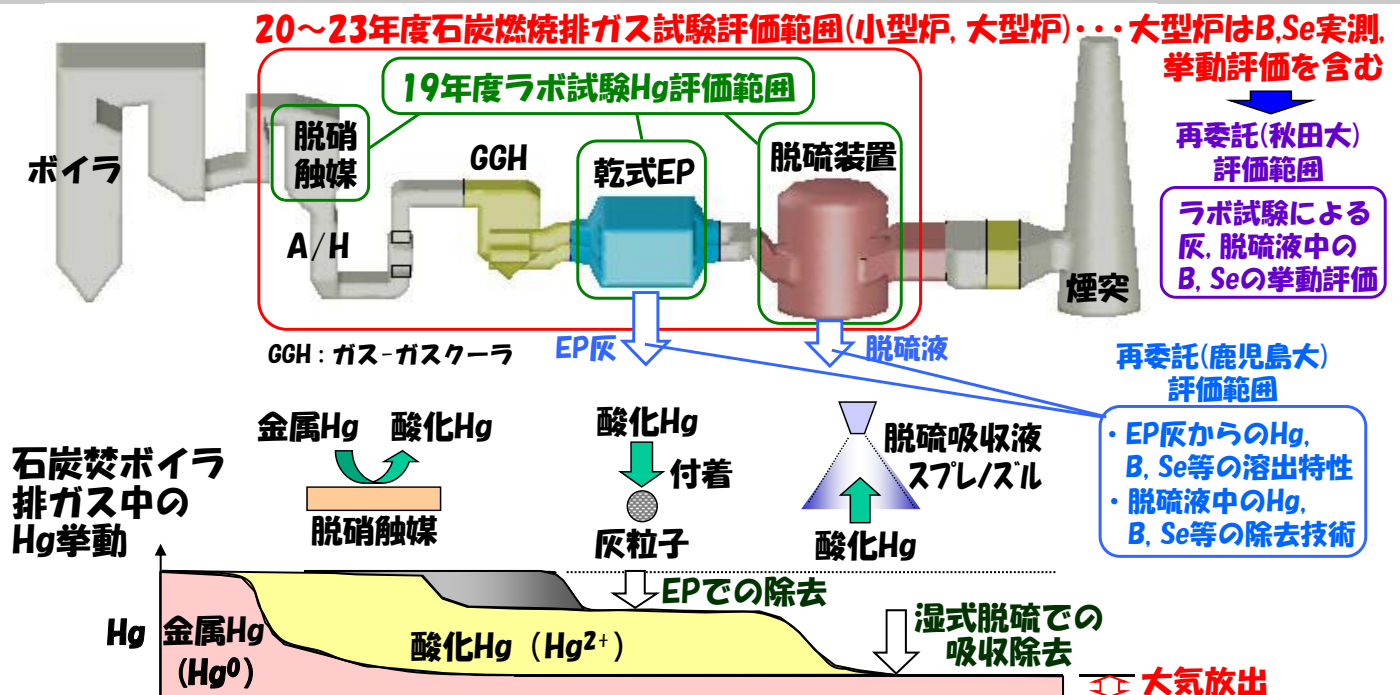 20～23年度石炭燃焼排ガス試験評価範囲(小型炉, 大型炉)・・・大型炉はB,Se実測,
挙動評価を含む
19年度ラボ試験Hg評価範囲
再委託(秋田大)
評価範囲
ラボ試験による
灰, 脱硫液中の
B, Seの挙動評価
ボイラ
脱硝
触媒
A/H
GGH
乾式EP
脱硫装置
煙突
GGH：ガス-ガスクーラ
EP灰
脱硫液
再委託(鹿児島大)
評価範囲
・EP灰からのHg,
B, Se等の溶出特性
・脱硫液中のHg,
B, Se等の除去技術
石炭焚ボイラ
排ガス中の
Hg挙動
金属Hg 酸化Hg
脱硝触媒
酸化Hg
付着
灰粒子
脱硫吸収液
スプレノズル
酸化Hg
EPでの除去
湿式脱硫での
吸収除去
Hg
金属Hg
(Hg⁰)
酸化Hg（Hg²⁺）
大気放出